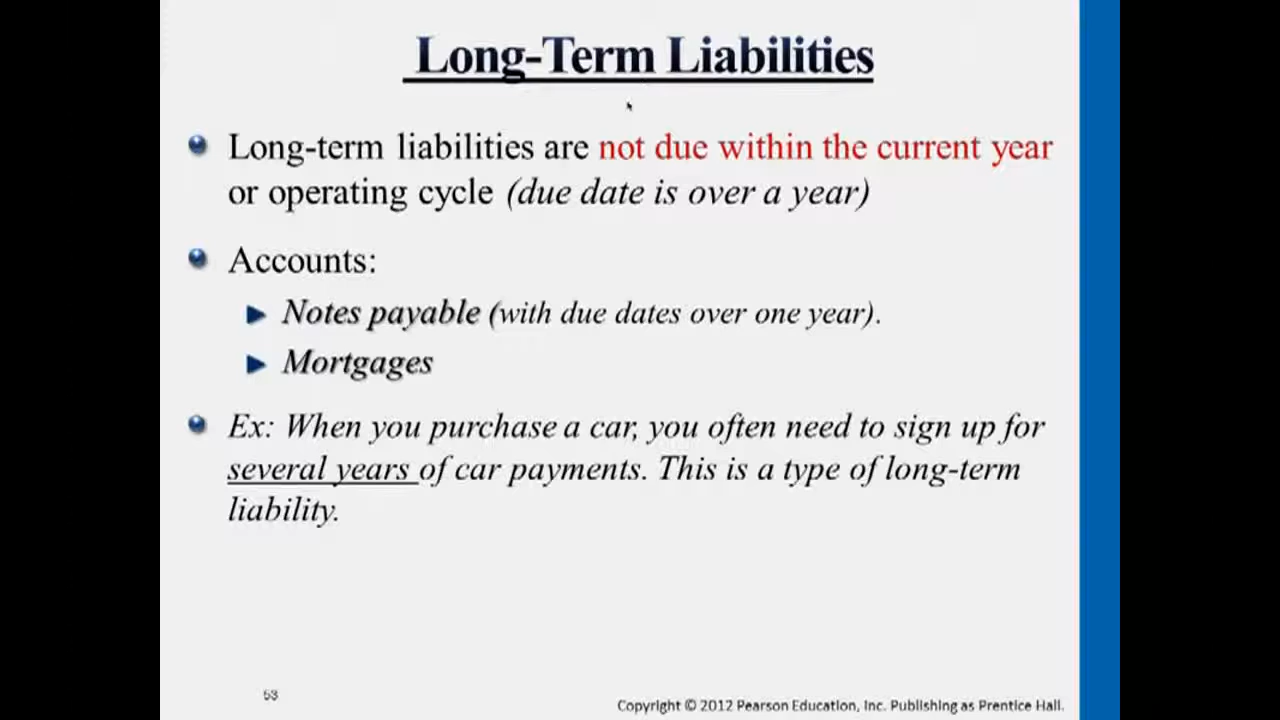 Long-Term Liabilities
Long-term liabilities are not due within the current year
or operating cycle (due date is over a year)
Accounts:
Notes payable (with due dates over one year).
Mortgages
Ex: When you purchase a car, you often need to sign up for
several years of car payments. This is a type of long-term
liability.
53
Copyright © 2012 Pearson Education, Inc. Publishing as Prentice Hall.